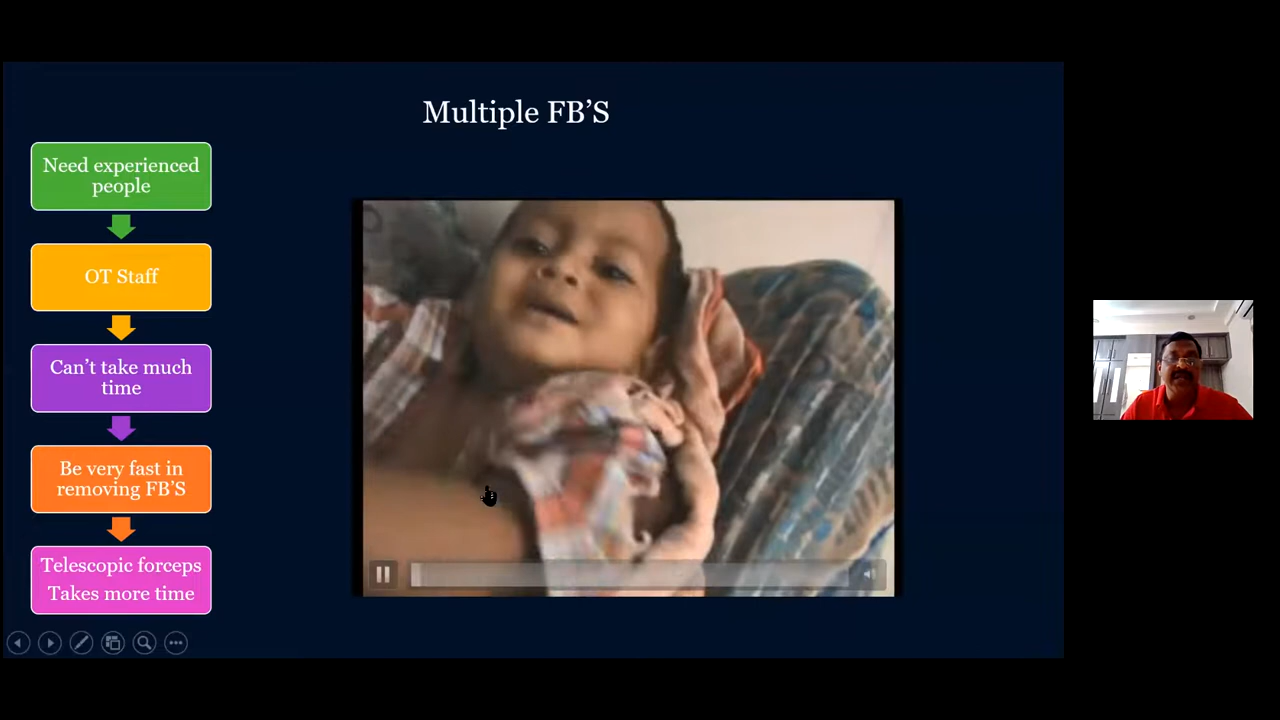 Multiple FB’S
Need experienced
people
OT Staff
Can’t take much
time
Be very fast in
removing FB’S
Telescopic forceps
Takes more time